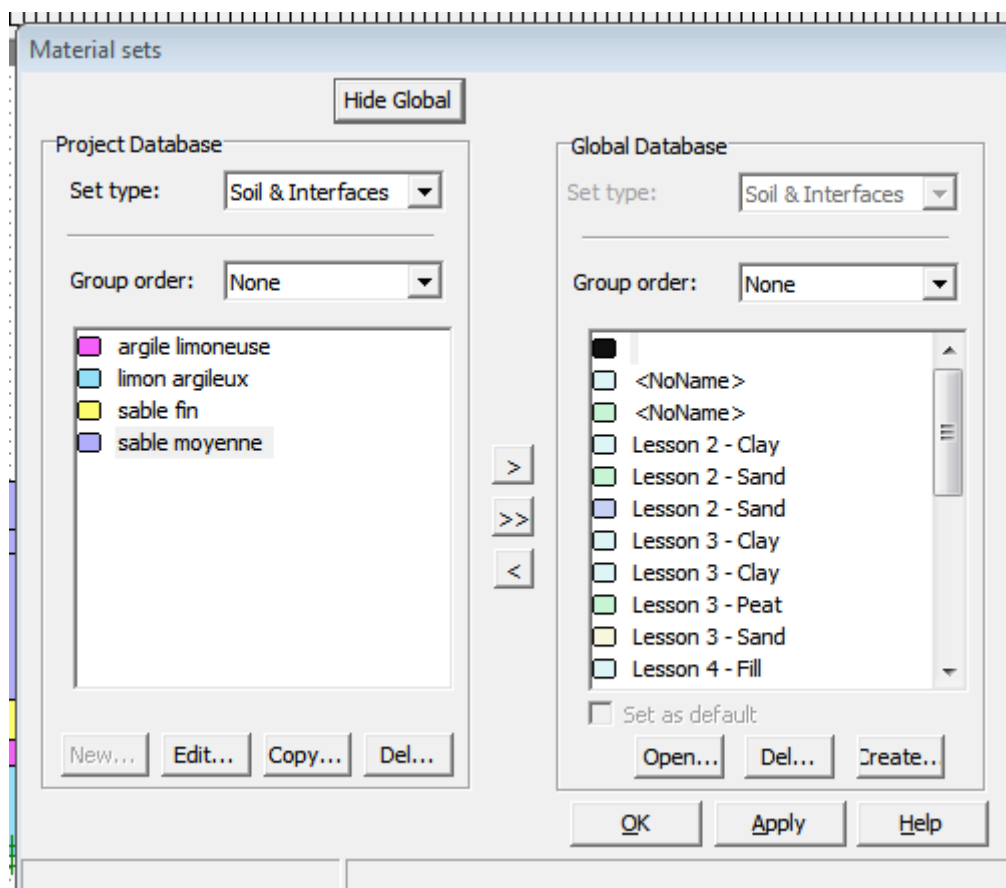 Material sets
Hide Global
Project Database
Set type: Soil & Interfaces
Group order: None
argile limoneuse
limon argileux
sable fin
sable moyenne
New... Edit... Copy... Del...
>
>>
<
Global Database
Set type: Soil & Interfaces
Group order: None
<NoName>
<NoName>
Lesson 2 - Clay
Lesson 2 - Sand
Lesson 2 - Sand
Lesson 3 - Clay
Lesson 3 - Clay
Lesson 3 - Peat
Lesson 3 - Sand
Lesson 4 - Fill
Set as default
Open... Del... Create...
OK Apply Help